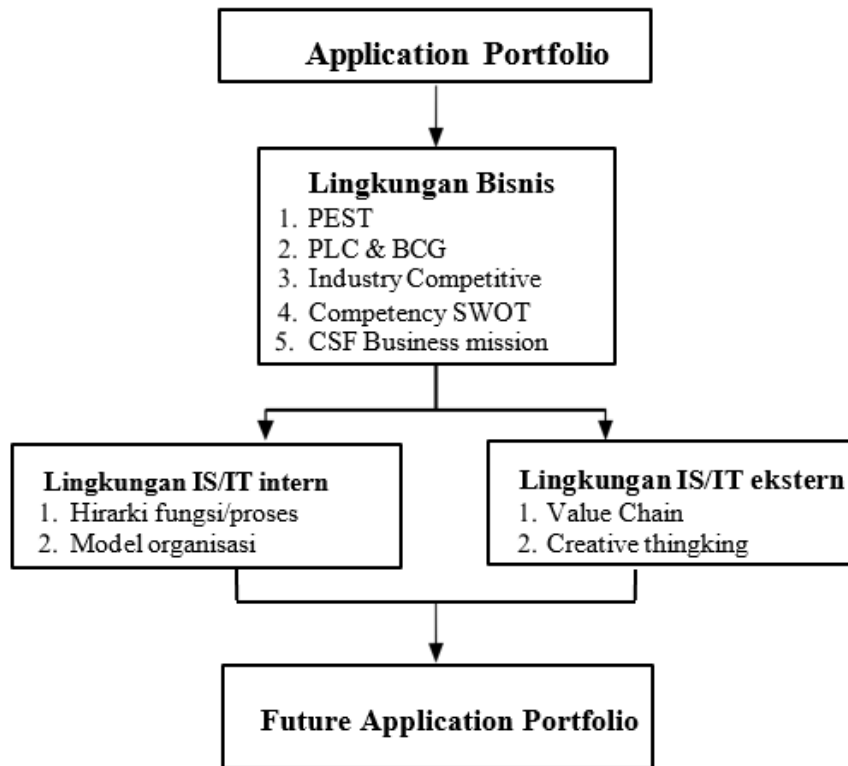 Application Portfolio
Lingkungan Bisnis
1. PEST
2. PLC & BCG
3. Industry Competitive
4. Competency SWOT
5. CSF Business mission
Lingkungan IS/IT intern
1. Hirarki fungsi/proses
2. Model organisasi
Lingkungan IS/IT ekstern
1. Value Chain
2. Creative thingking
Future Application Portfolio